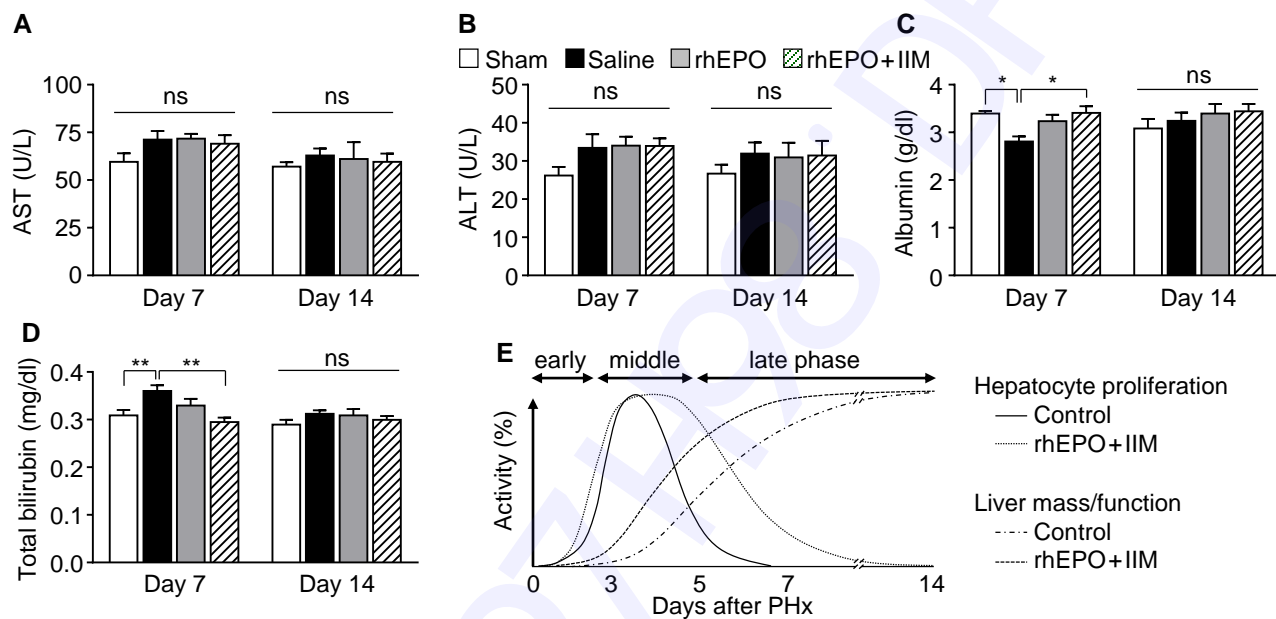 A
AST (U/L)
100
75
50
25
0
ns
ns
Day 7
Day 14
B
Sham
Saline
rhEPO
rhEPO+IIM
ALT (U/L)
50
40
30
20
10
0
ns
ns
Day 7
Day 14
C
Albumin (g/dl)
4
3
2
1
0
*
*
ns
Day 7
Day 14
D
Total bilirubin (mg/dl)
0.4
0.3
0.2
0.1
0.0
**
**
ns
Day 7
Day 14
E
early
middle
late phase
Activity (%)
0
3
5
7
14
Days after PHx
Hepatocyte proliferation
Control
rhEPO+IIM
Liver mass/function
Control
rhEPO+IIM